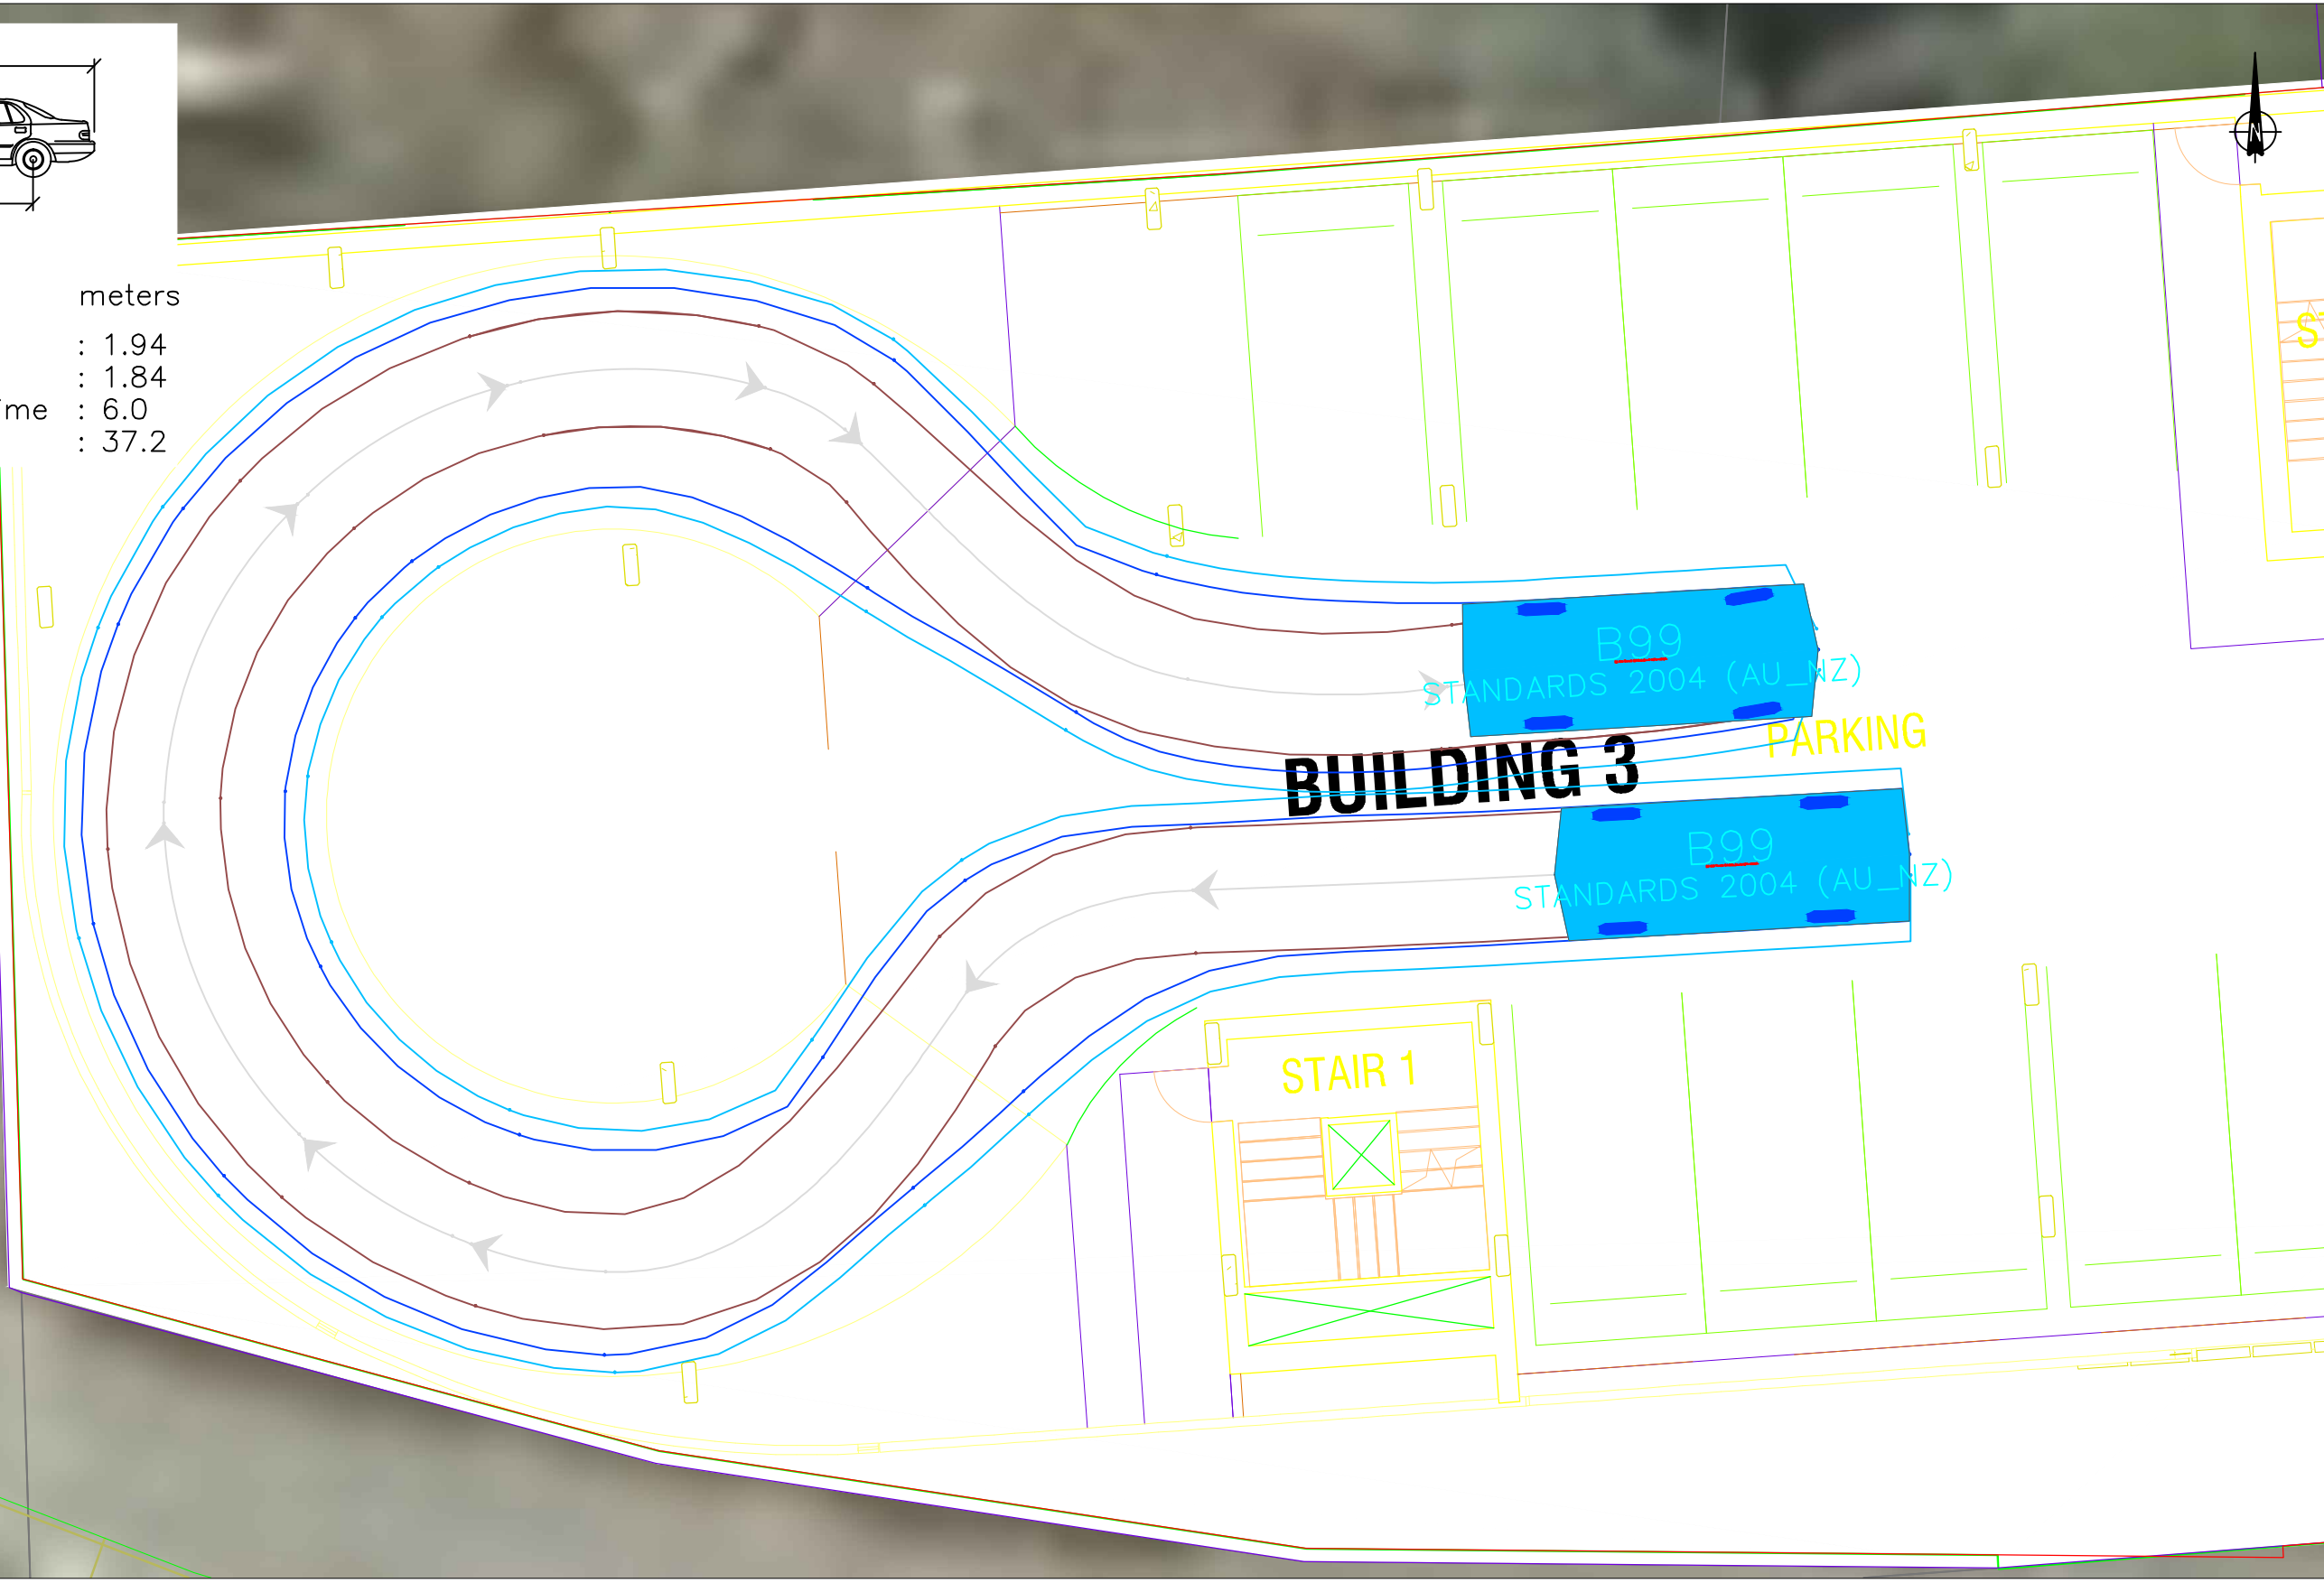 meters
: 1.94
: 1.84
me : 6.0
: 37.2
N
B99
STANDARDS 2004 (AU_NZ)
PARKING
BUILDING 3
B99
STANDARDS 2004 (AU_NZ)
STAIR 1